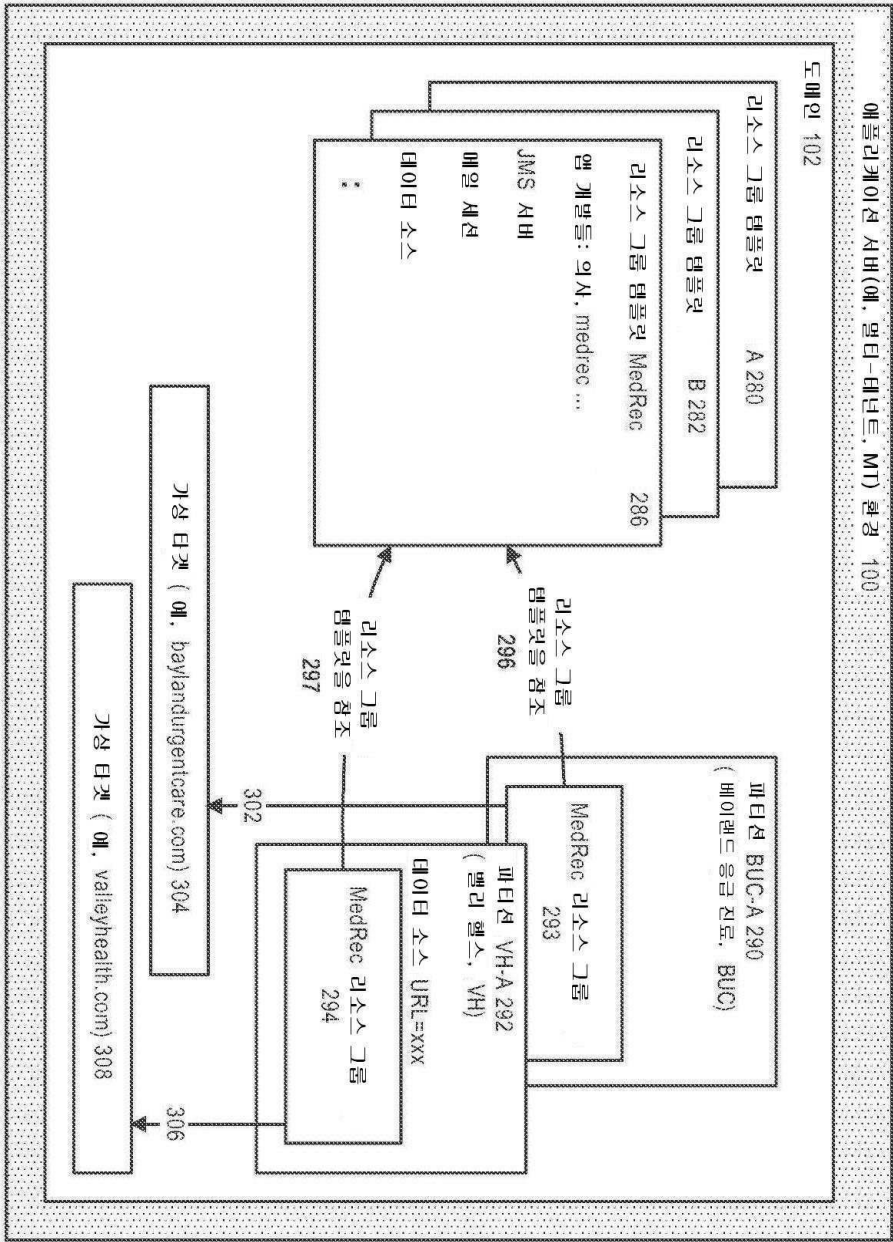 애플리케이션 서버(예, 멀티-테넌트, MT) 환경 100
도메인 102
리소스 그룹 템플릿 A 280
리소스 그룹 템플릿 B 282
리소스 그룹 템플릿 MedRec 286
앱 개발들: 의사, medrec ...
JMS 서버
메일 세션
데이터 소스
:
리소스 그룹
템플릿을 참조
296
리소스 그룹
템플릿을 참조
297
파티션 BUC-A 290
( 베이랜드 응급 진료, BUC)
MedRec 리소스 그룹
293
파티션 VH-A 292
( 밸리 헬스, VH)
데이터 소스 URL=xxx
MedRec 리소스 그룹
294
302
306
가상 타겟 ( 예, baylandurgentcare.com) 304
가상 타겟 ( 예, valleyhealth.com) 308